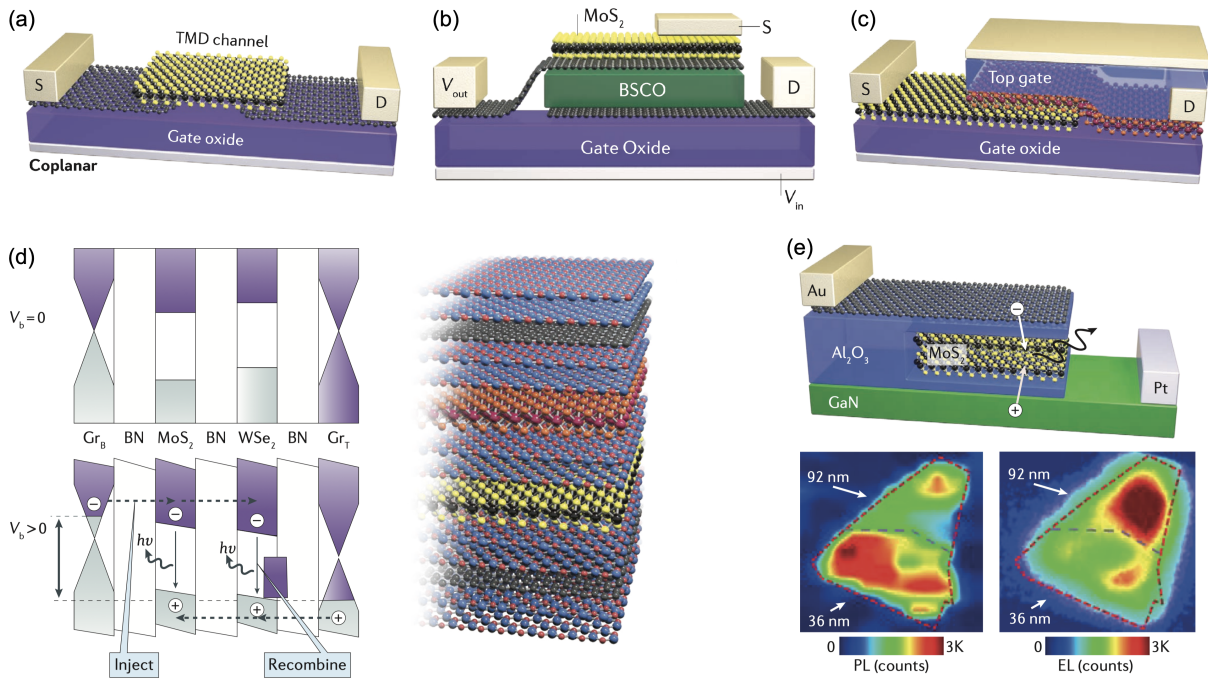 (a)
TMD channel
S
D
Gate oxide
Coplanar
(b)
MoS2
S
Vout
BSCO
D
Gate Oxide
Vin
(c)
S
Top gate
D
Gate oxide
(d)
Vb = 0
GrB BN MoS2 BN WSe2 BN GrT
Vb > 0
−
−
−
hν
hν
+
+
+
Inject
Recombine
(e)
Au
−
Al2O3
MoS2
Pt
GaN
+
92 nm
36 nm
0 3K
PL (counts)
92 nm
36 nm
0 3K
EL (counts)